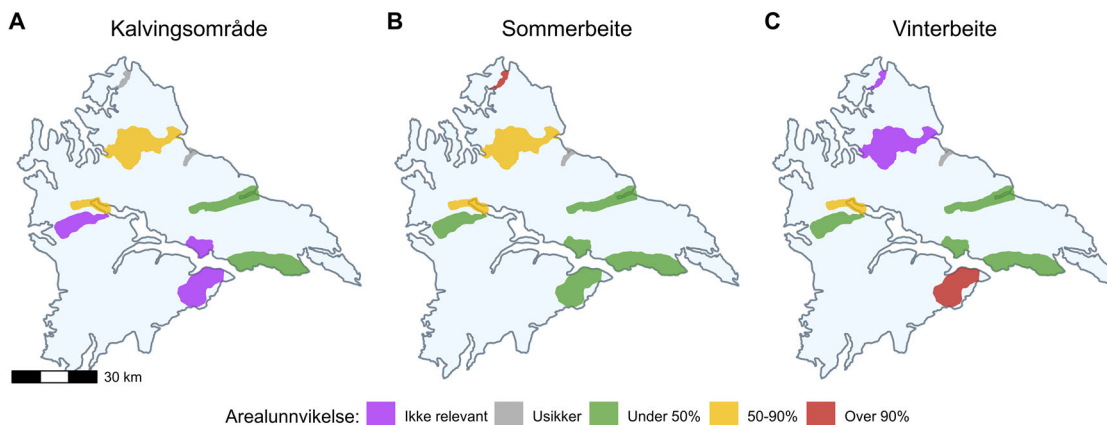 A Kalvingsområde B Sommerbeite C Vinterbeite
30 km
Arealunnvikelse: Ikke relevant Usikker Under 50% 50-90% Over 90%